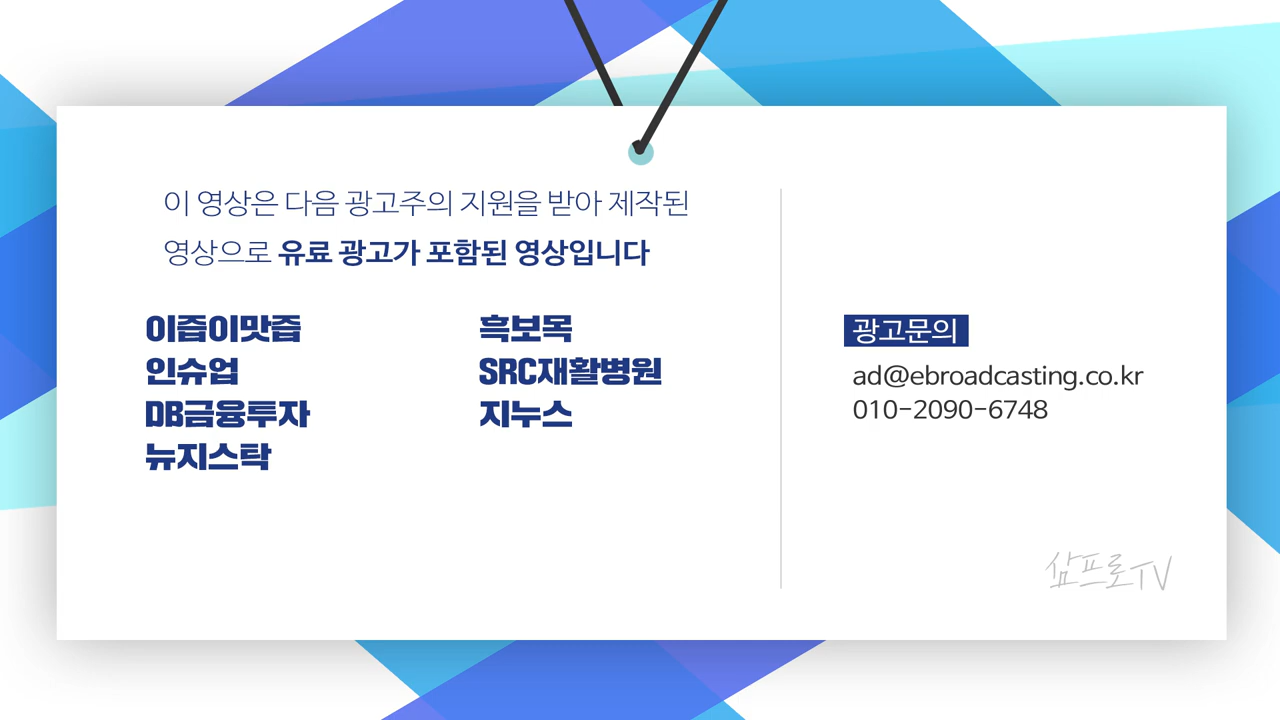 이 영상은 다음 광고주의 지원을 받아 제작된
영상으로 유료 광고가 포함된 영상입니다
이즙이맛즙
인슈업
DB금융투자
뉴지스탁
흑보목
SRC재활병원
지누스
광고문의
ad@ebroadcasting.co.kr
010-2090-6748
삼프로TV